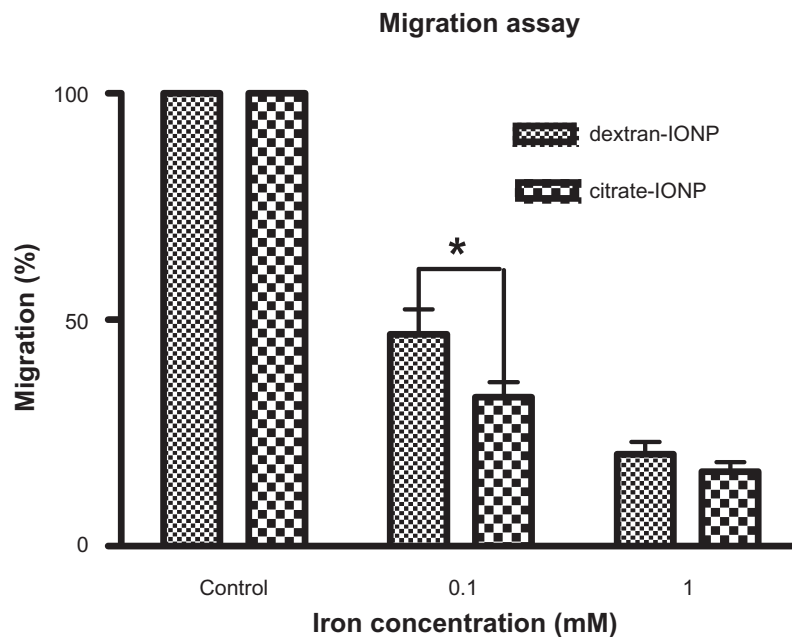 Migration assay
100
50
0
Migration (%)
dextran-IONP
citrate-IONP
*
Control
0.1
1
Iron concentration (mM)